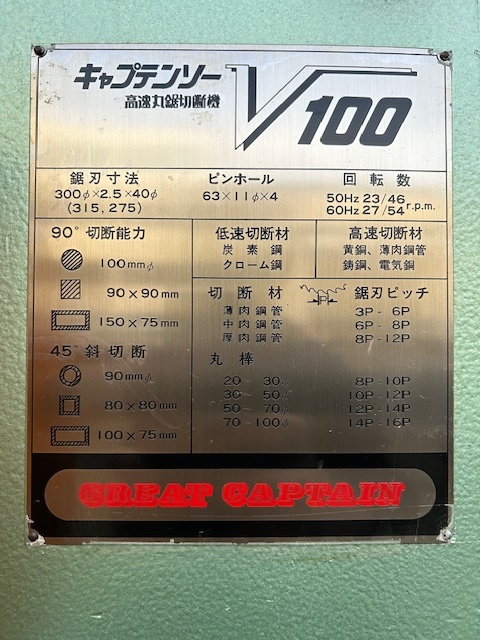 キャプテンソー
高速丸鋸切断機
V100
鋸刃寸法
300φ×2.5×40φ
(315, 275)
ピンホール
63×11φ×4
回転数
50Hz 23/46
60Hz 27/54 r.p.m.
90° 切断能力
100mmφ
90×90mm
150×75mm
45° 斜切断
90mmφ
80×80mm
100×75mm
低速切断材
炭素鋼
クローム鋼
高速切断材
黄銅、薄肉鋼管
鋳鋼、電気銅
切断材
P
鋸刃ピッチ
薄肉鋼管 3P-6P
中肉鋼管 6P-8P
厚肉鋼管 8P-12P
丸棒
20 30φ 8P-10P
30-50φ 10P-12P
50-70φ 12P-14P
70-100φ 14P-16P
GREAT CAPTAIN